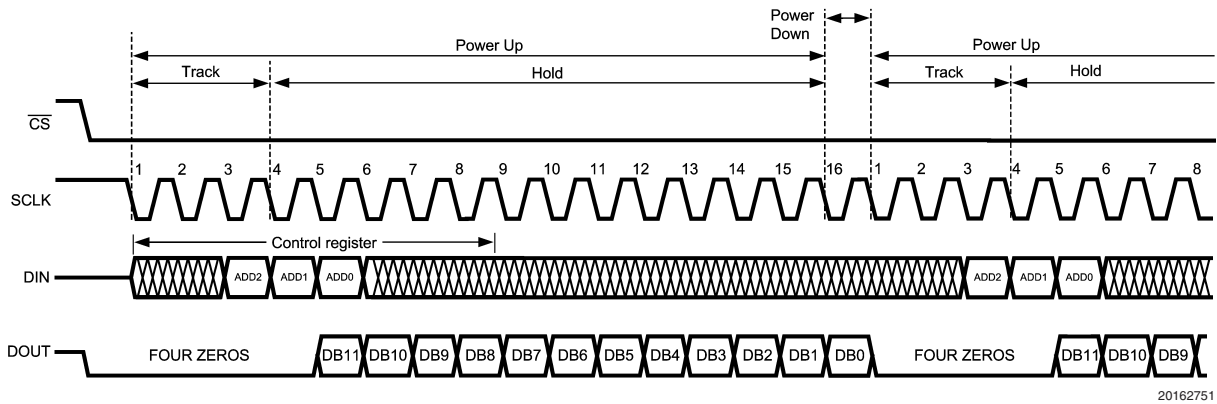 Power Down
Power Up
Power Up
Track
Hold
Track
Hold
CS
1 2 3 4 5 6 7 8 9 10 11 12 13 14 15 16 1 2 3 4 5 6 7 8
SCLK
Control register
DIN
ADD2 ADD1 ADD0 ADD2 ADD1 ADD0
DOUT
FOUR ZEROS DB11 DB10 DB9 DB8 DB7 DB6 DB5 DB4 DB3 DB2 DB1 DB0 FOUR ZEROS DB11 DB10 DB9
20162751